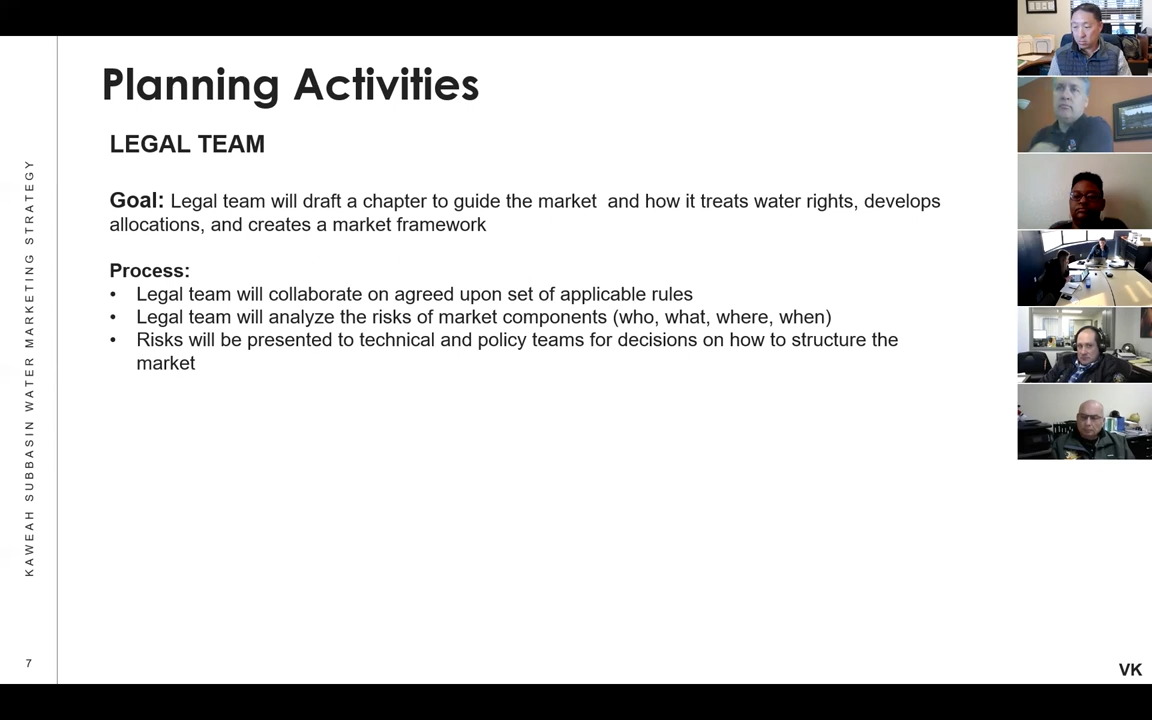 Planning Activities
LEGAL TEAM
Goal: Legal team will draft a chapter to guide the market  and how it treats water rights, develops
allocations, and creates a market framework
Process:
• Legal team will collaborate on agreed upon set of applicable rules
• Legal team will analyze the risks of market components (who, what, where, when)
• Risks will be presented to technical and policy teams for decisions on how to structure the
market
KAWEAH SUBBASIN WATER MARKETING STRATEGY
7
VK